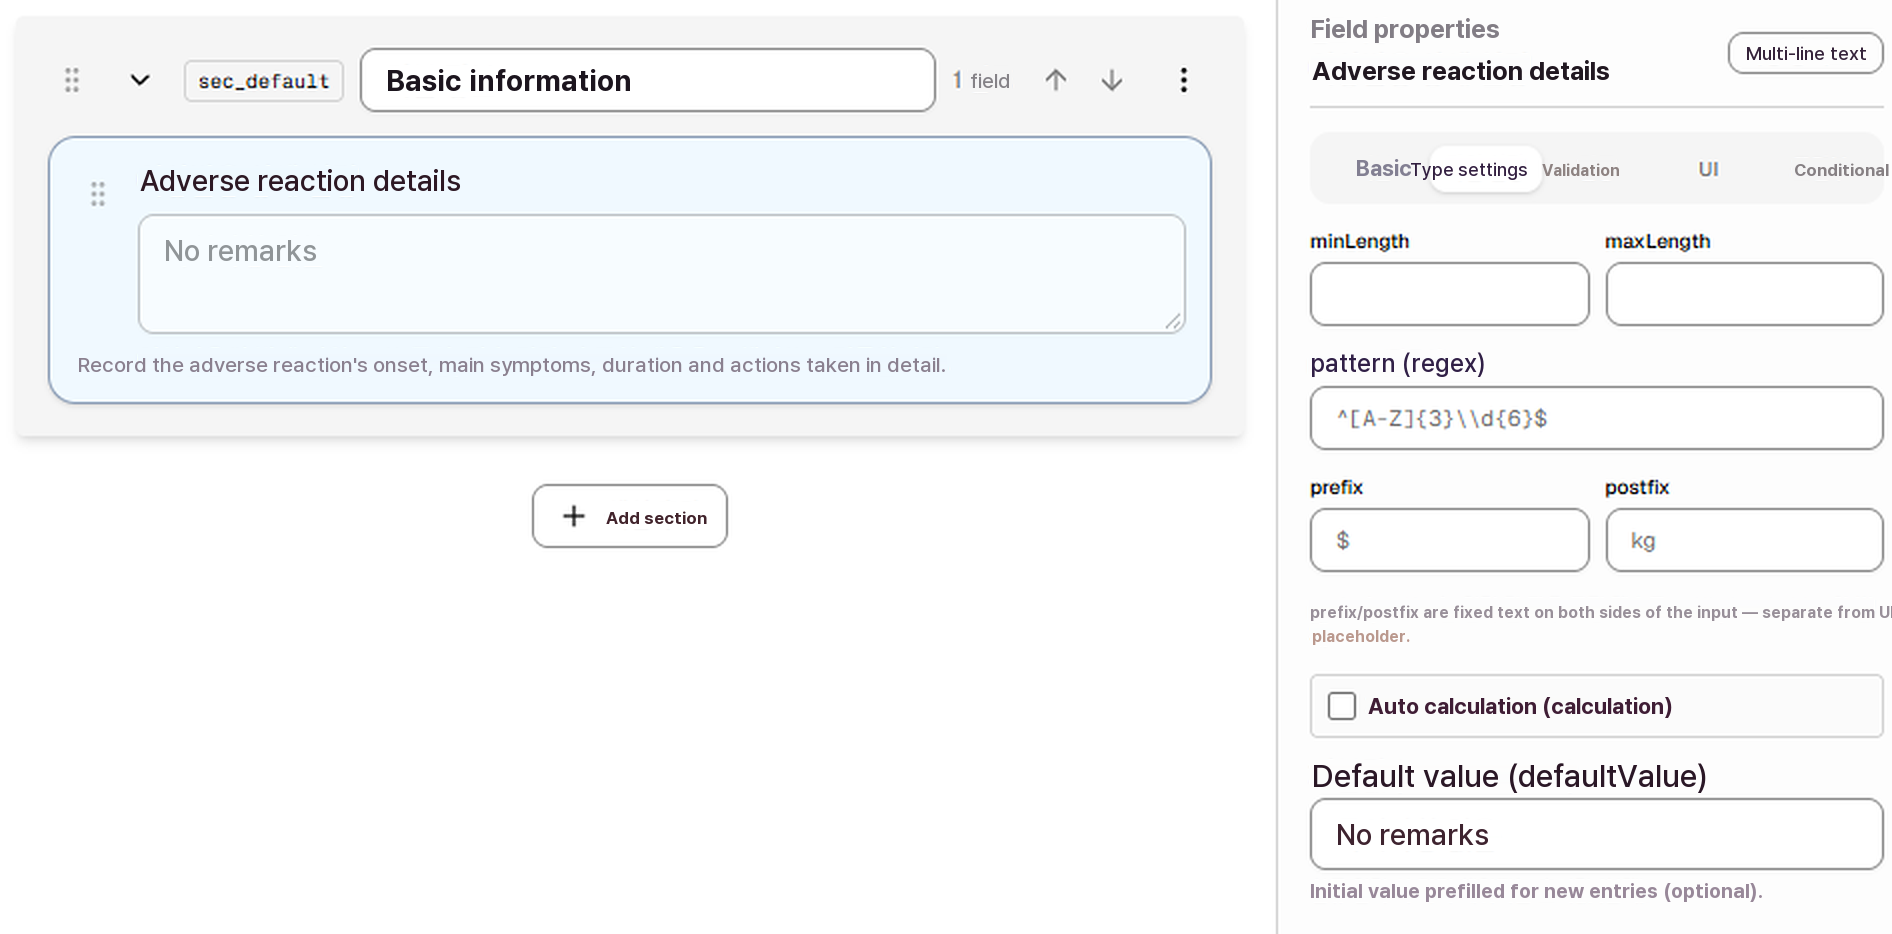 sec_default
Basic information
1 field
Adverse reaction details
No remarks
Record the adverse reaction's onset, main symptoms, duration and actions taken in detail.
Add section
Field properties
Adverse reaction details
Multi-line text
Basic
Type settings
Validation
UI
Conditional
minLength
maxLength
pattern (regex)
^[A-Z]{3}\\d{6}$
prefix
postfix
$
kg
prefix/postfix are fixed text on both sides of the input — separate from UI
placeholder.
Auto calculation (calculation)
Default value (defaultValue)
No remarks
Initial value prefilled for new entries (optional).